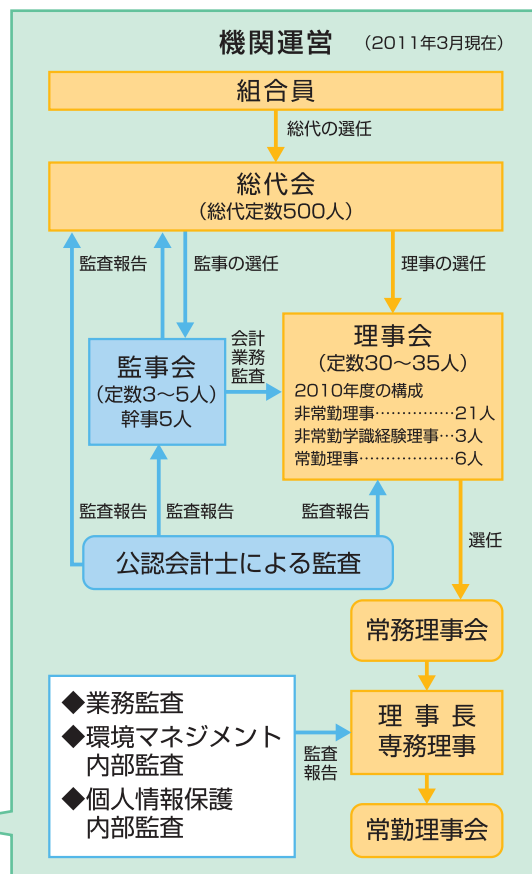 機関運営 （2011年3月現在）
組合員
総代の選任
総代会
（総代定数500人）
監査報告
監事の選任
理事の選任
監事会
（定数3～5人）
幹事5人
会計
業務
監査
理事会
（定数30～35人）
2010年度の構成
非常勤理事……………21人
非常勤学識経験理事…3人
常勤理事………………6人
監査報告
監査報告
監査報告
選任
公認会計士による監査
常務理事会
◆業務監査
◆環境マネジメント
内部監査
◆個人情報保護
内部監査
監査
報告
理事長
専務理事
常勤理事会